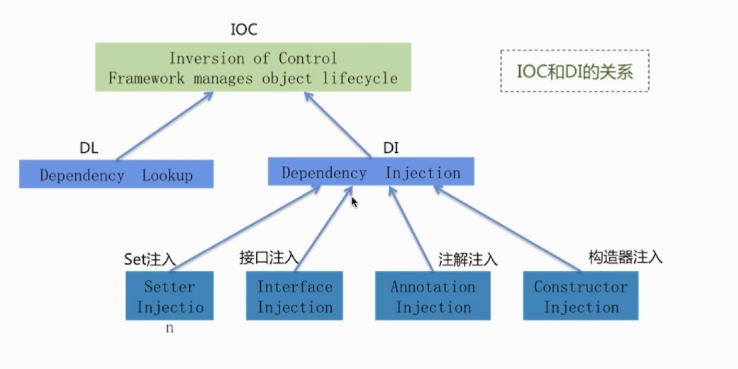 IOC
Inversion of Control
Framework manages object lifecycle
IOC和DI的关系
DL
Dependency Lookup
DI
Dependency Injection
Set注入
接口注入
注解注入
构造器注入
Setter
Injectio
n
Interface
Injection
Annotation
Injection
Constructor
Injection